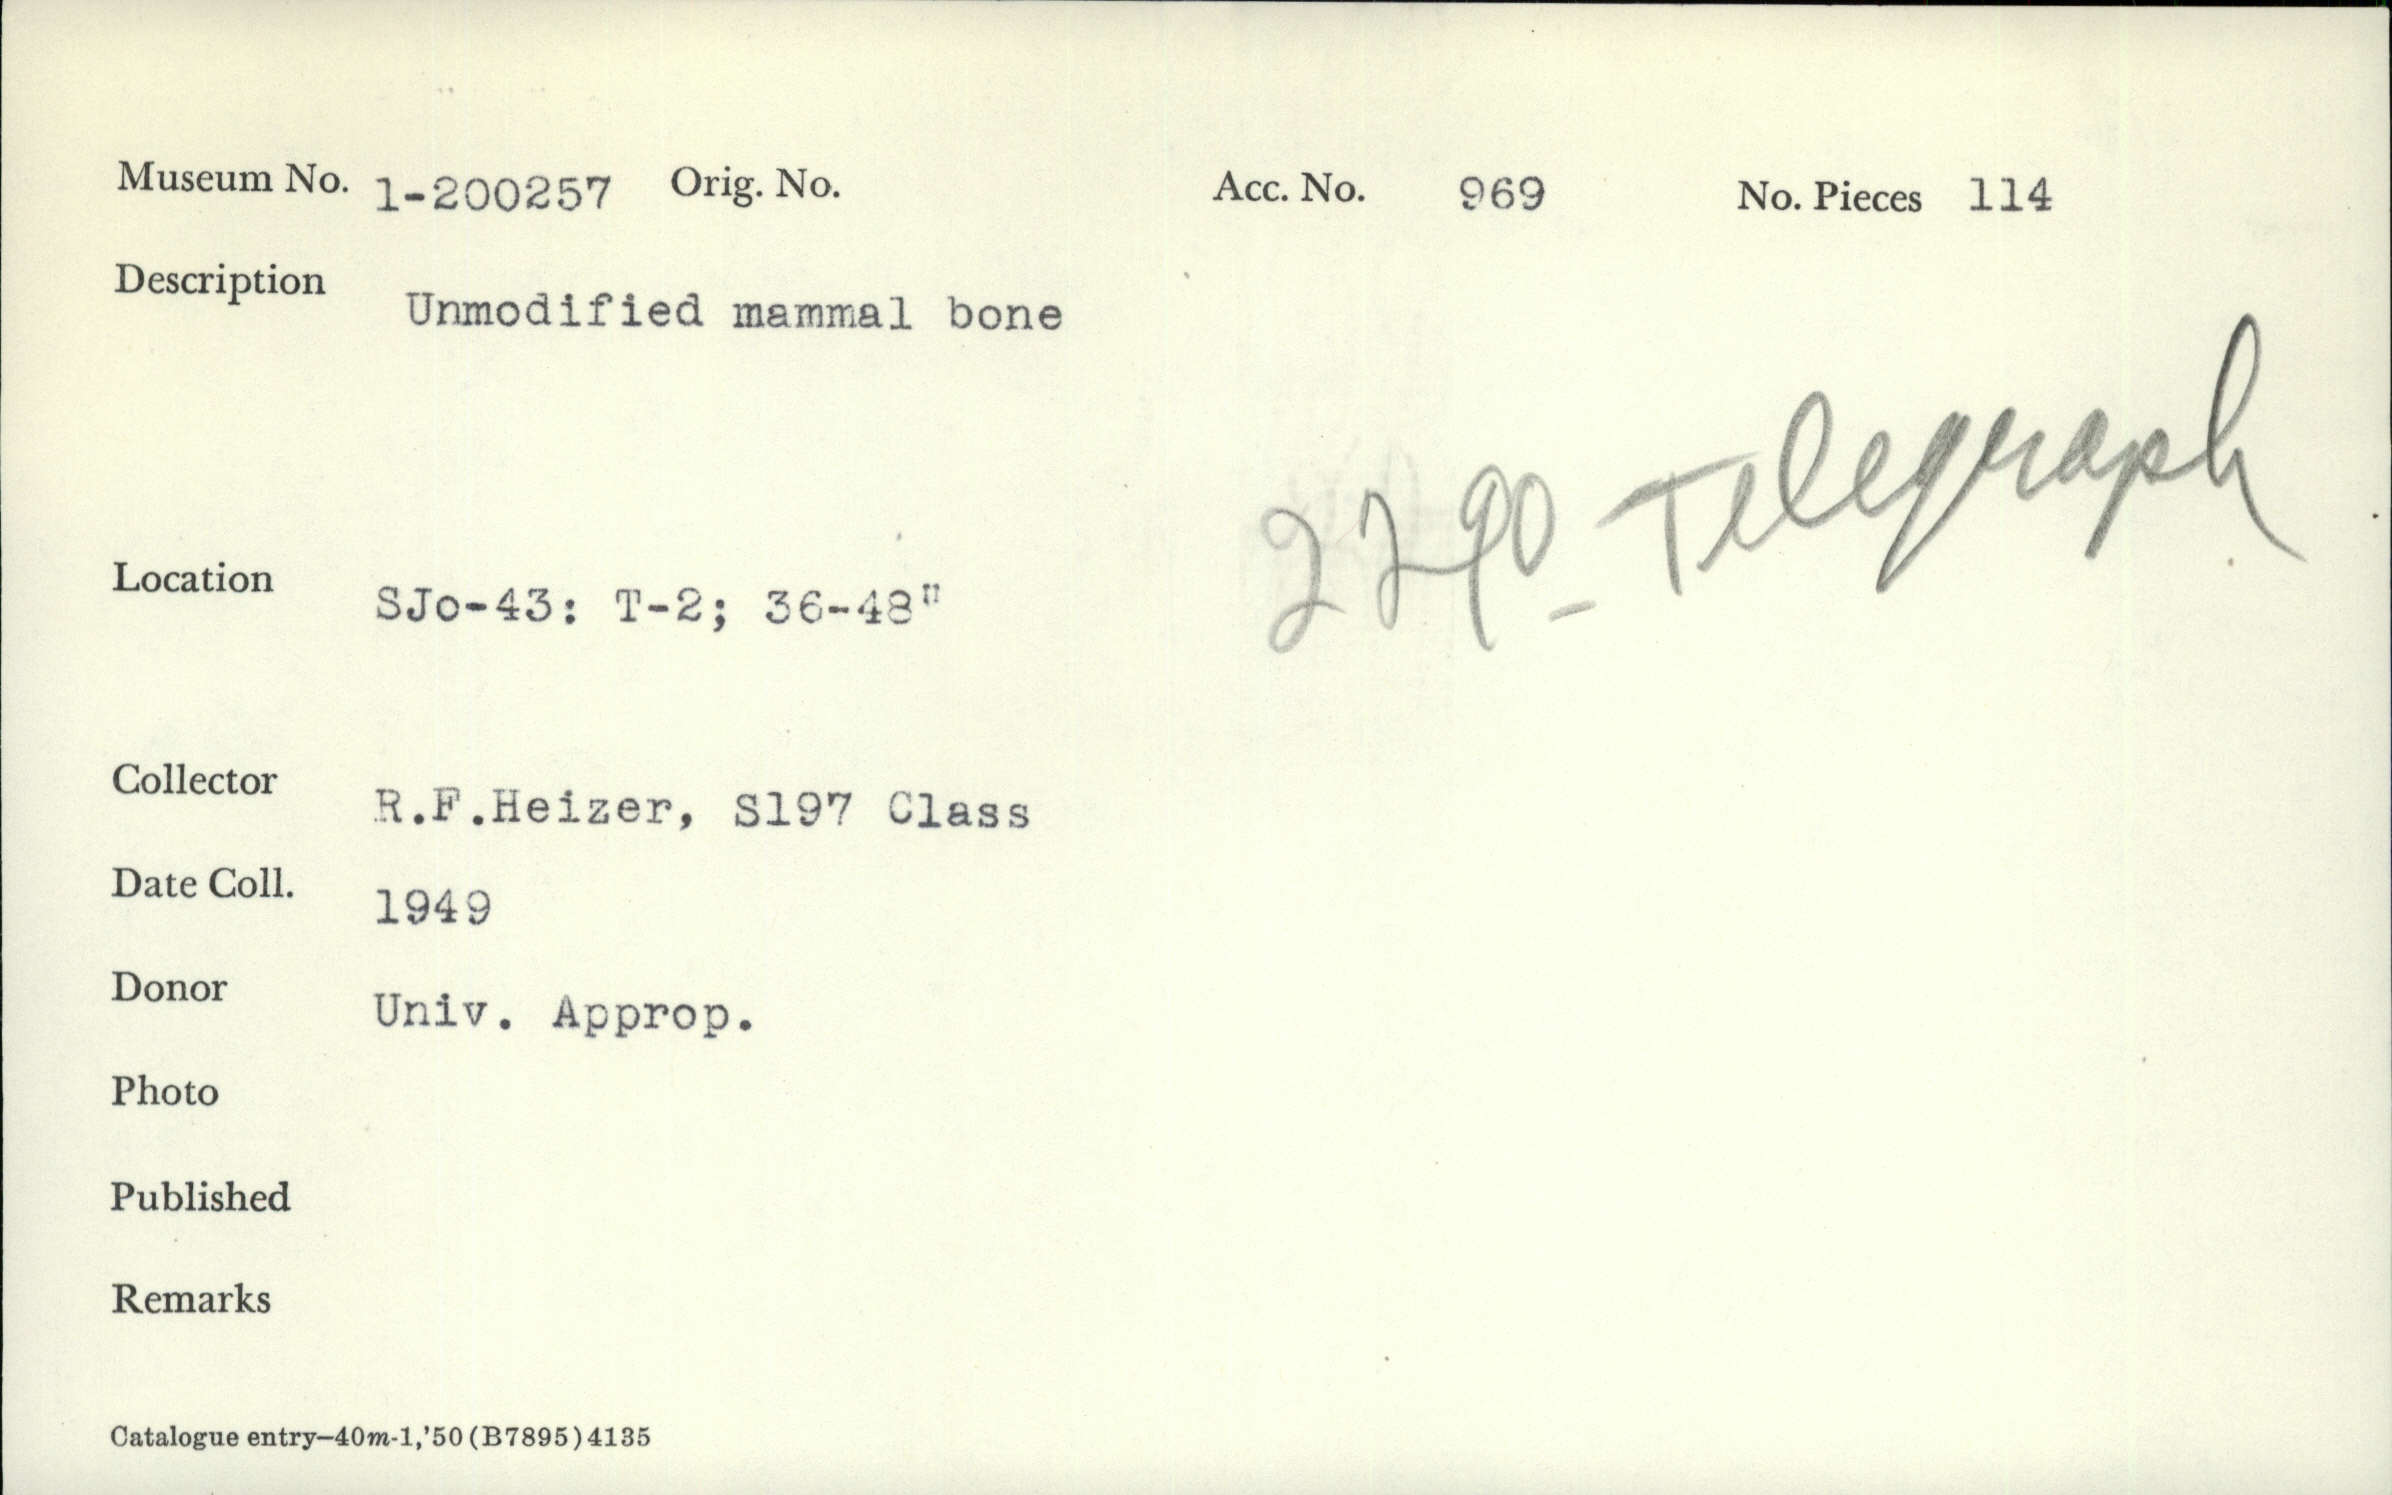 Museum No. 1-200257 Orig. No. Acc. No. 969 No. Pieces 114
Description Unmodified mammal bone
2240 - Telegraph
Location SJo-43: T-2; 36-48"
Collector R.F.Heizer, S197 Class
Date Coll. 1949
Donor Univ. Approp.
Photo
Published
Remarks
Catalogue entry—40m-1,'50(B7895)4135